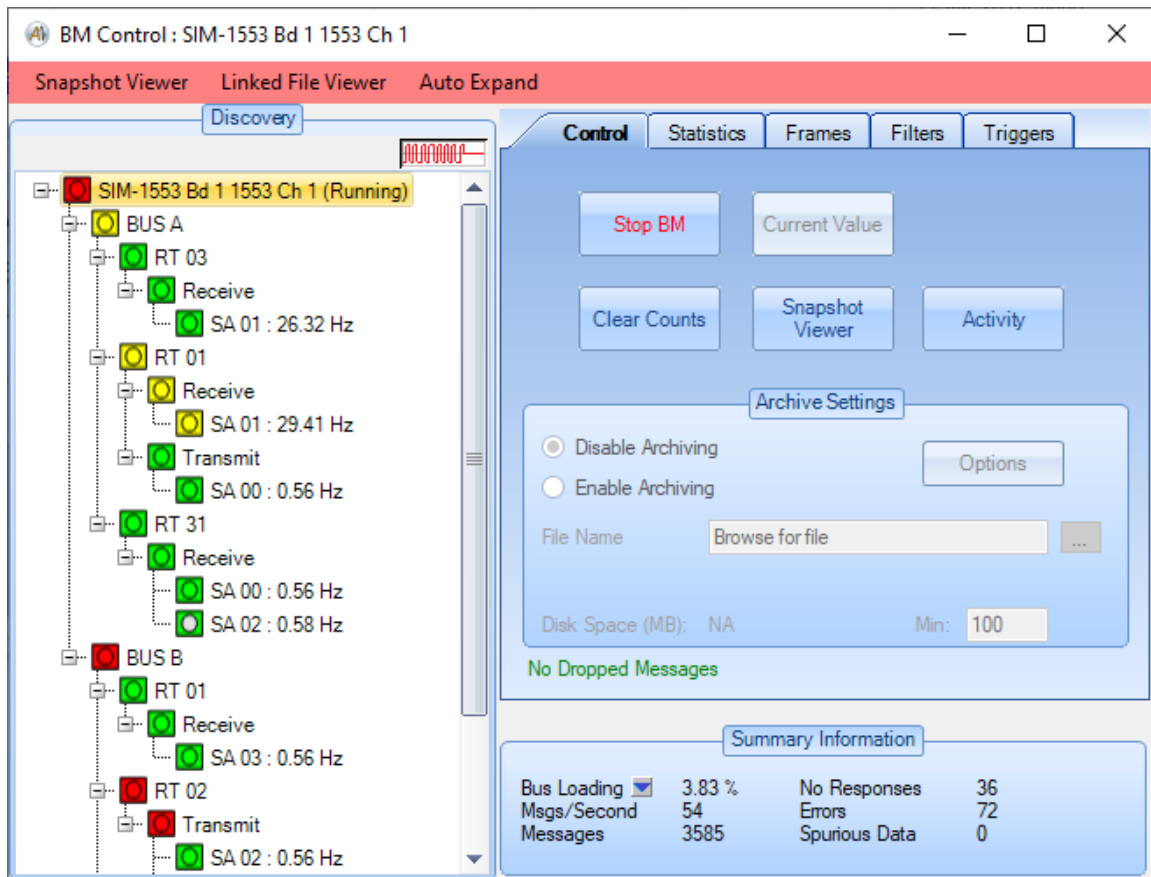 BM Control : SIM-1553 Bd 1 1553 Ch 1
Snapshot Viewer Linked File Viewer Auto Expand
Discovery
SIM-1553 Bd 1 1553 Ch 1 (Running)
BUS A
RT 03
Receive
SA 01 : 26.32 Hz
RT 01
Receive
SA 01 : 29.41 Hz
Transmit
SA 00 : 0.56 Hz
RT 31
Receive
SA 00 : 0.56 Hz
SA 02 : 0.58 Hz
BUS B
RT 01
Receive
SA 03 : 0.56 Hz
RT 02
Transmit
SA 02 : 0.56 Hz
Control Statistics Frames Filters Triggers
Stop BM Current Value
Clear Counts Snapshot Viewer Activity
Archive Settings
Disable Archiving
Enable Archiving
Options
File Name Browse for file ...
Disk Space (MB): NA Min: 100
No Dropped Messages
Summary Information
Bus Loading 3.83 % No Responses 36
Msgs/Second 54 Errors 72
Messages 3585 Spurious Data 0